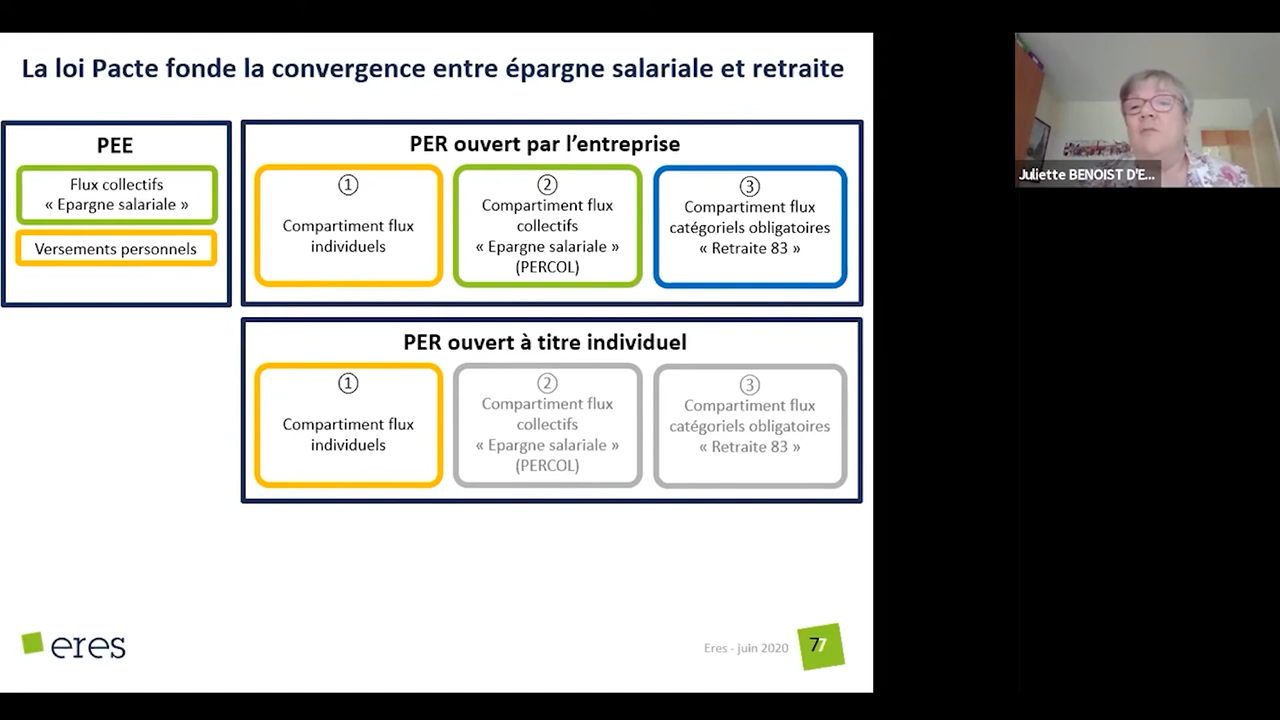 La loi Pacte fonde la convergence entre épargne salariale et retraite
PEE
Flux collectifs
« Epargne salariale »
Versements personnels
PER ouvert par l’entreprise
①
Compartiment flux
individuels
②
Compartiment flux
collectifs
« Epargne salariale »
(PERCOL)
③
Compartiment flux
catégoriels obligatoires
« Retraite 83 »
PER ouvert à titre individuel
①
Compartiment flux
individuels
②
Compartiment flux
collectifs
« Epargne salariale »
(PERCOL)
③
Compartiment flux
catégoriels obligatoires
« Retraite 83 »
eres
Eres - juin 2020
Juliette BENOIST D'E...